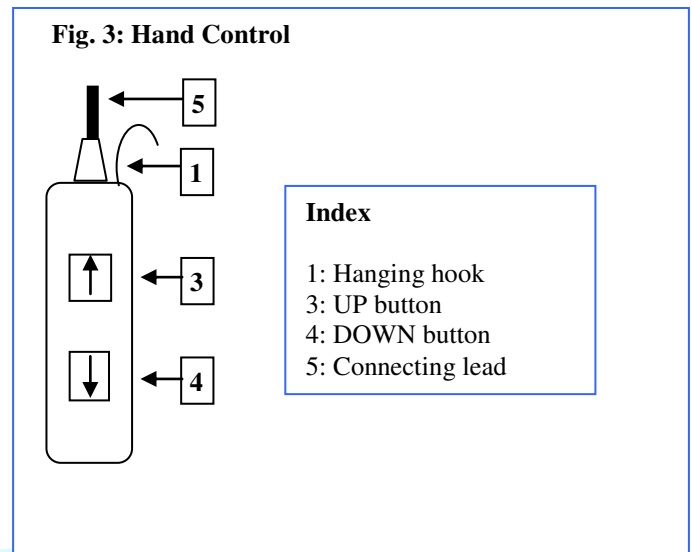 Fig. 3: Hand Control
5
1
3
4
Index
1: Hanging hook
3: UP button
4: DOWN button
5: Connecting lead